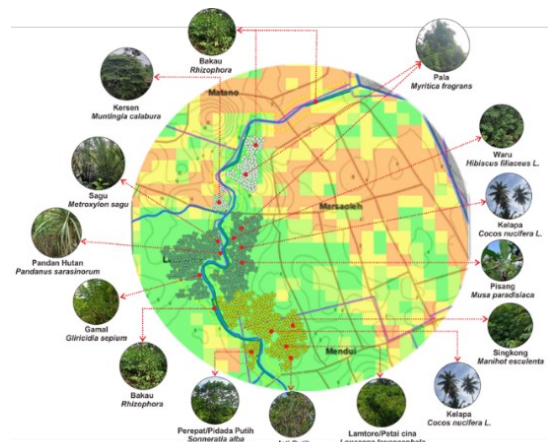 Bakau
Rhizophora
Pala
Myritica fragrans
Kersen
Muntingia calabura
Matano
Waru
Hibiscus filiaceus L.
Sagu
Metroxylon sagu
Marsaoleh
Kelapa
Cocos nucifera L.
Pandan Hutan
Pandanus sarasinorum
Pisang
Musa paradisiaca
Gamal
Gliricidia sepium
Singkong
Manihot esculenta
Mendui
Bakau
Rhizophora
Perepat/Pidada Putih
Sonneratia alba
Lamtoro/Petai cina
Kelapa
Cocos nucifera L.